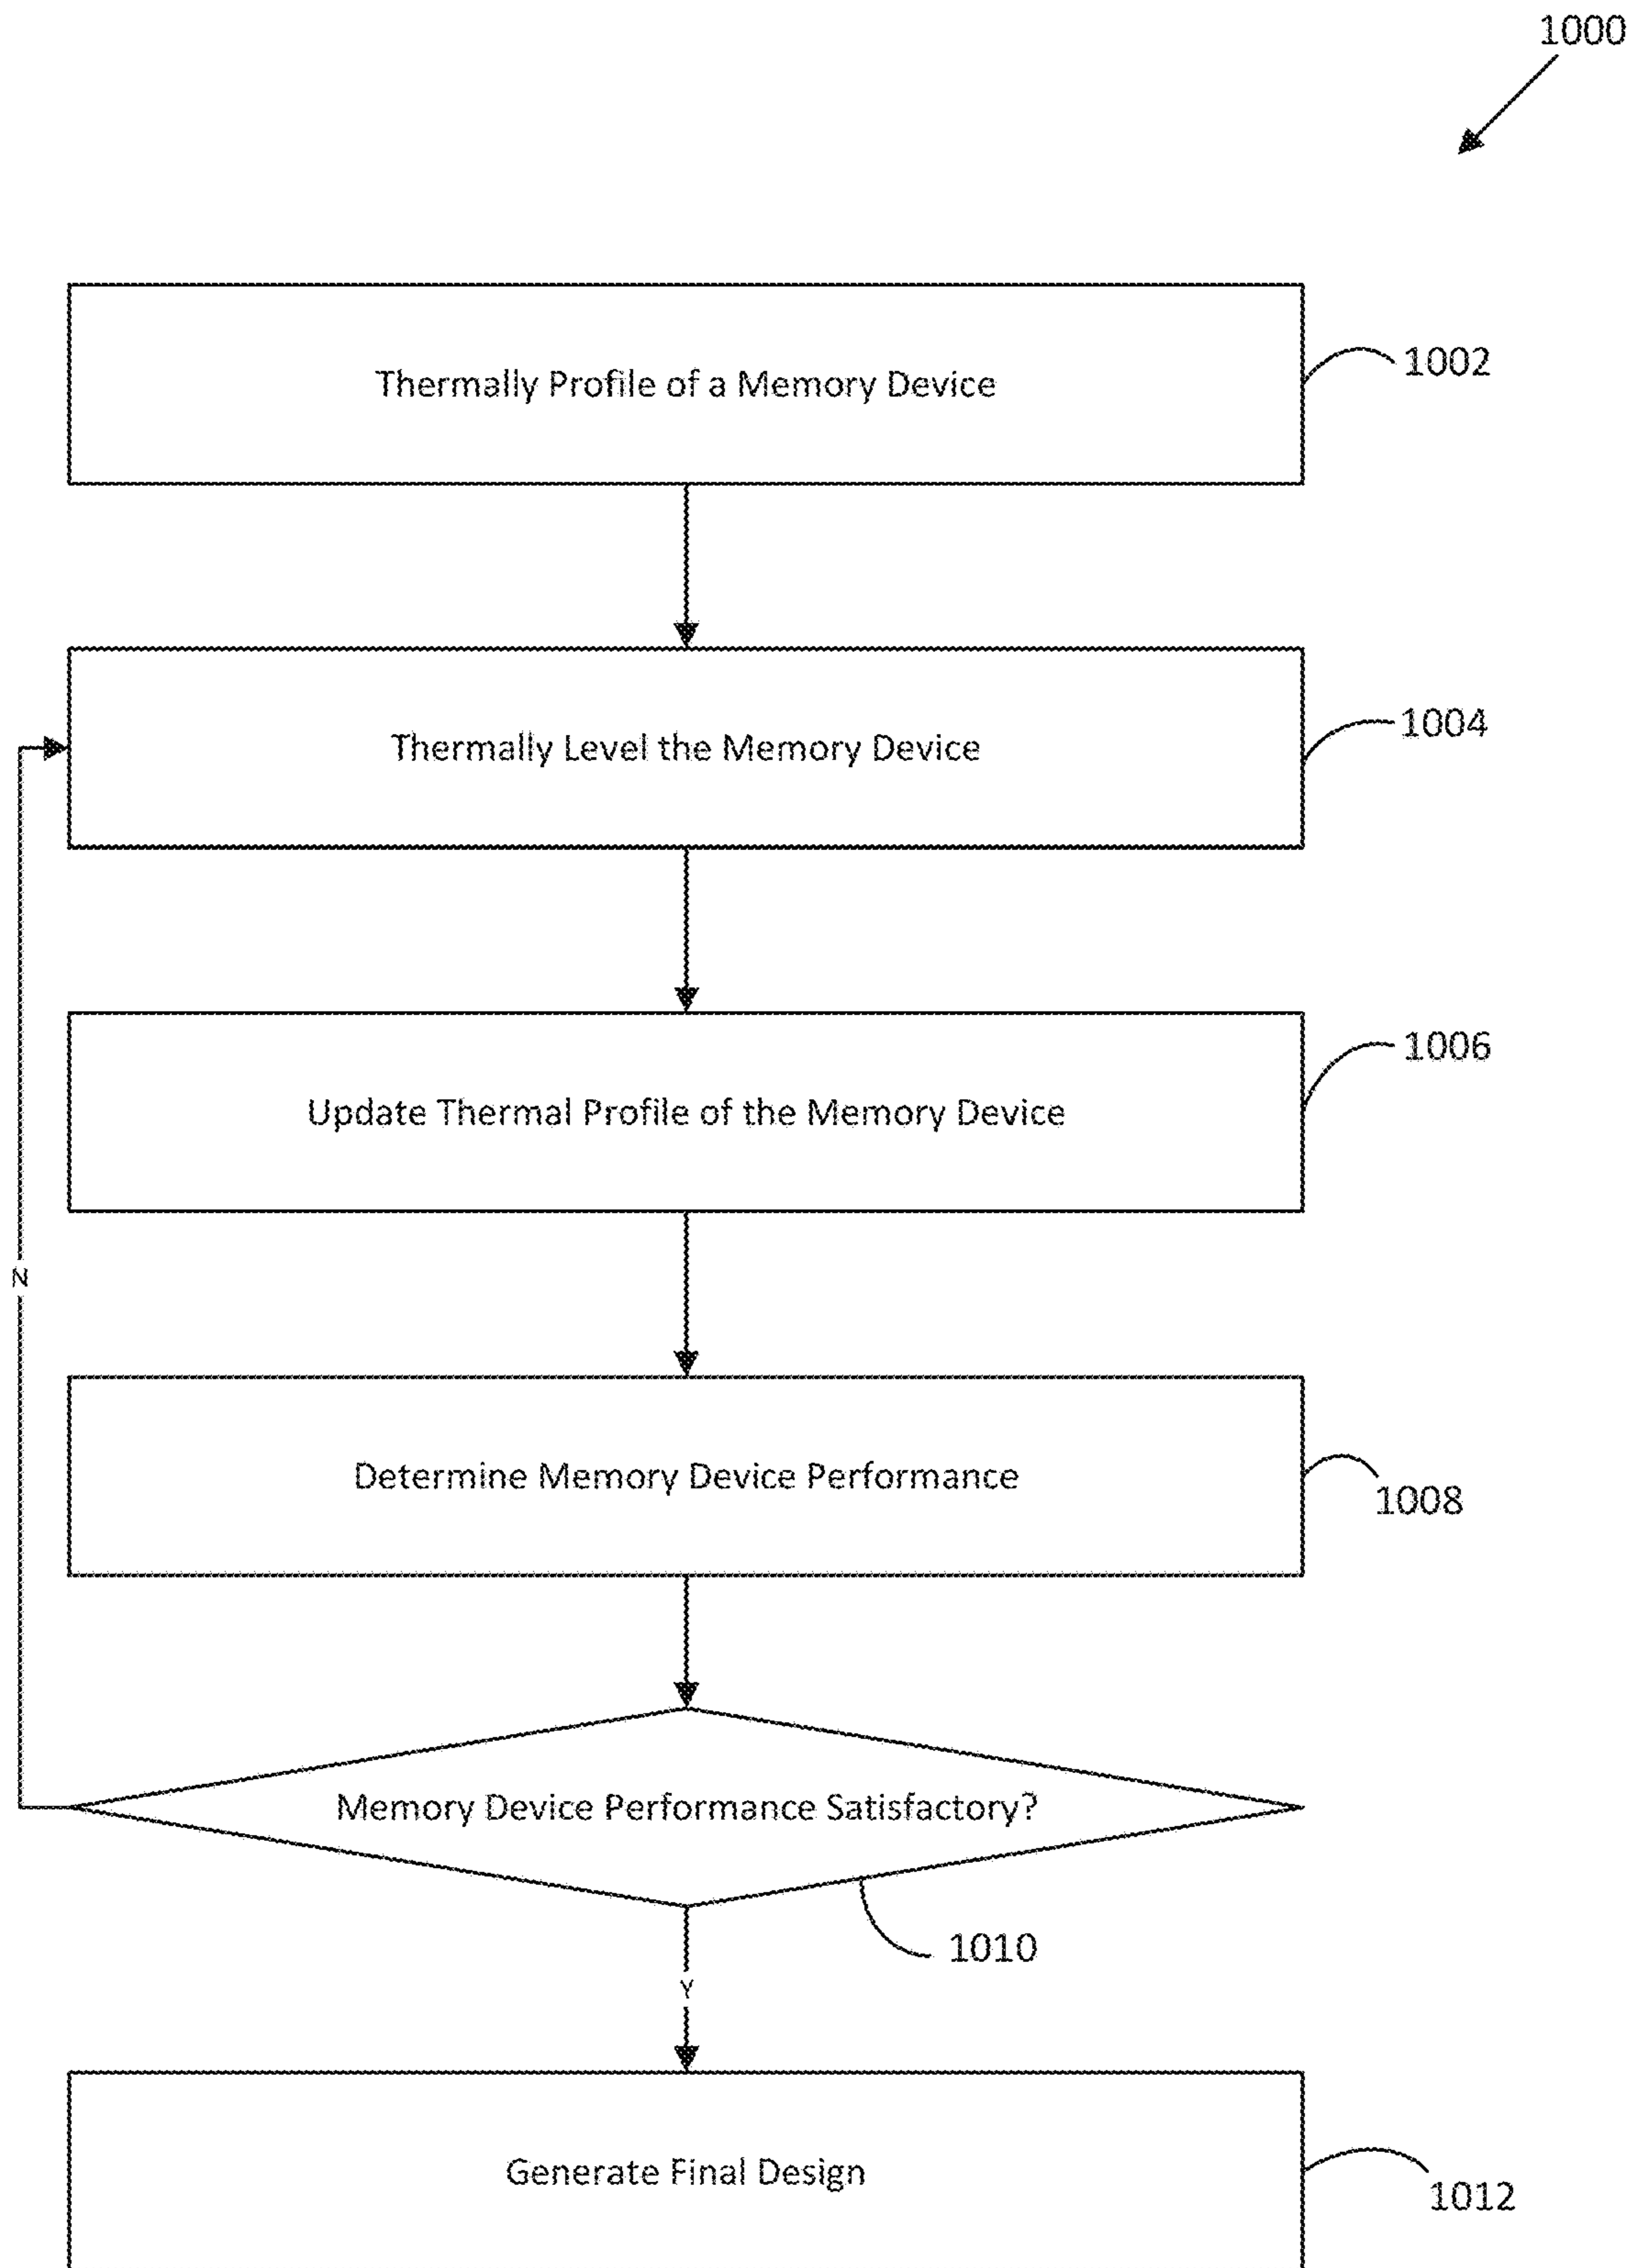 1000
Thermally Profile of a Memory Device
1002
Thermally Level the Memory Device
1004
Update Thermal Profile of the Memory Device
1006
N
Determine Memory Device Performance
1008
Memory Device Performance Satisfactory?
1010
Y
Generate Final Design
1012